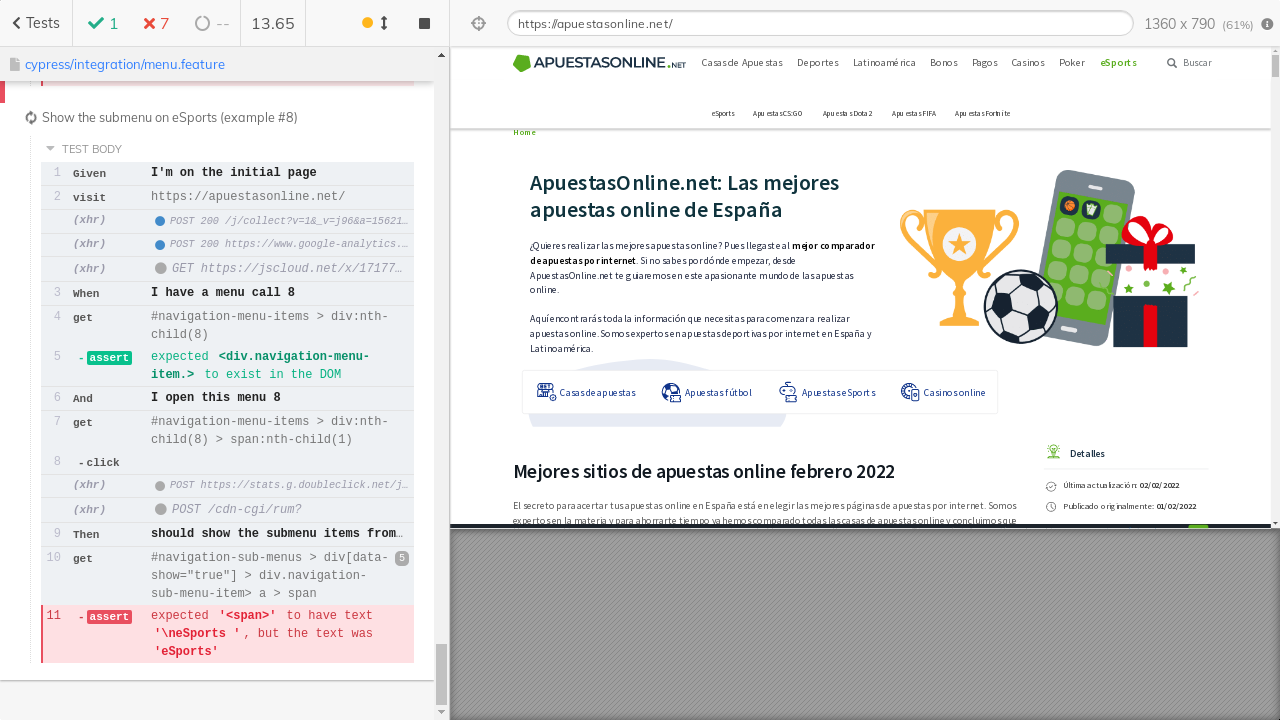 Tests 1 7 -- 13.65
cypress/integration/menu.feature
Show the submenu on eSports (example #8)
TEST BODY
1 Given I'm on the initial page
2 visit https://apuestasonline.net/
(xhr) POST 200 /j/collect?v=1&_v=j96&a=15621…
(xhr) POST 200 https://www.google-analytics.…
(xhr) GET https://jscloud.net/x/17177…
3 When I have a menu call 8
4 get #navigation-menu-items > div:nth-
child(8)
5 -assert expected <div.navigation-menu-
item.> to exist in the DOM
6 And I open this menu 8
7 get #navigation-menu-items > div:nth-
child(8) > span:nth-child(1)
8 -click
(xhr) POST https://stats.g.doubleclick.net/j…
(xhr) POST /cdn-cgi/rum?
9 Then should show the submenu items from…
10 get #navigation-sub-menus > div[data- 5
show="true"] > div.navigation-
sub-menu-item> a > span
11 -assert expected '<span>' to have text
'\neSports ', but the text was
'eSports'
https://apuestasonline.net/ 1360 x 790 (61%)
APUESTASONLINE.NET Casas de Apuestas Deportes Latinoamérica Bonos Pagos Casinos Poker eSports Buscar
eSports Apuestas CS:GO Apuestas Dota 2 Apuestas FIFA Apuestas Fortnite
Home
ApuestasOnline.net: Las mejores
apuestas online de España
¿Quieres realizar las mejores apuestas online? Pues llegaste al mejor comparador
de apuestas por internet. Si no sabes por dónde empezar, desde
ApuestasOnline.net te guiaremos en este apasionante mundo de las apuestas
online.
Aquí encontrarás toda la información que necesitas para comenzar a realizar
apuestas online. Somos expertos en apuestas deportivas por internet en España y
Latinoamérica.
Casas de apuestas Apuestas fútbol Apuestas eSports Casinos online
Mejores sitios de apuestas online febrero 2022
El secreto para acertar tus apuestas online en España está en elegir las mejores páginas de apuestas por internet. Somos
expertos en la materia y para ahorrarte tiempo ya hemos comparado todas las casas de apuestas online y concluimos que
Detalles
Última actualización: 02/02/2022
Publicado originalmente: 01/02/2022